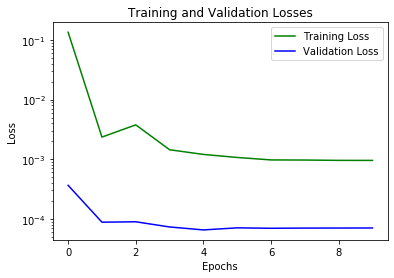 Training and Validation Losses
Training Loss
Validation Loss
10⁻¹
10⁻²
10⁻³
10⁻⁴
Loss
0 2 4 6 8
Epochs